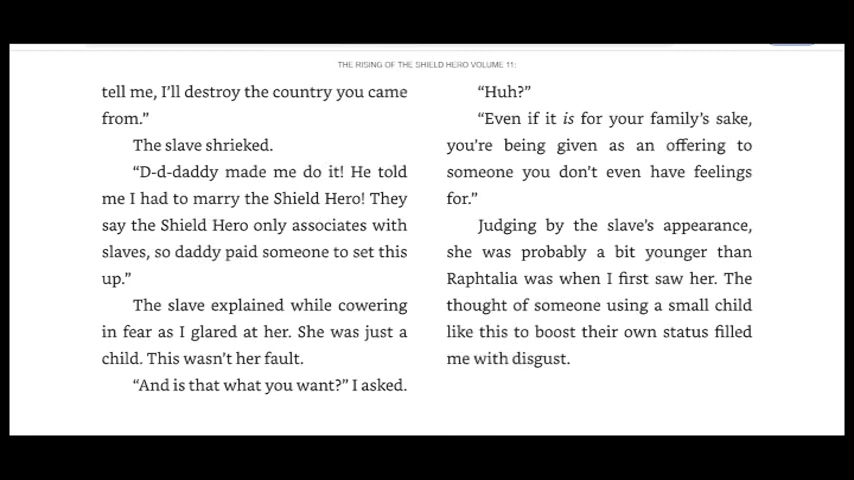 THE RISING OF THE SHIELD HERO VOLUME 11:
tell me, I'll destroy the country you came
from."
The slave shrieked.
"D-d-daddy made me do it! He told
me I had to marry the Shield Hero! They
say the Shield Hero only associates with
slaves, so daddy paid someone to set this
up."
The slave explained while cowering
in fear as I glared at her. She was just a
child. This wasn't her fault.
"And is that what you want?" I asked.
"Huh?"
"Even if it is for your family's sake,
you're being given as an offering to
someone you don't even have feelings
for."
Judging by the slave's appearance,
she was probably a bit younger than
Raphtalia was when I first saw her. The
thought of someone using a small child
like this to boost their own status filled
me with disgust.